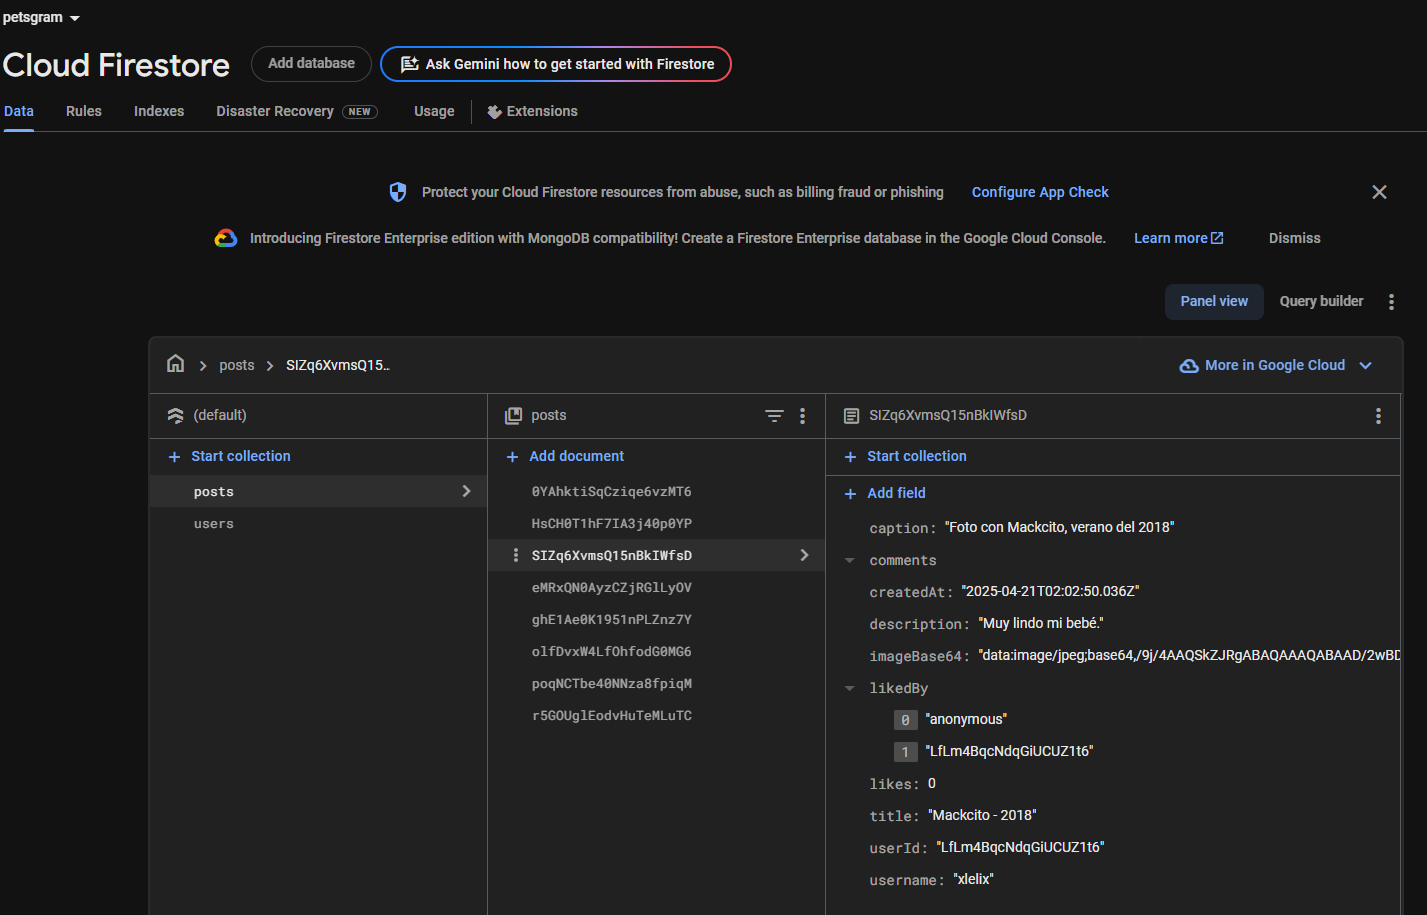 petsgram
Cloud Firestore
Add database
Ask Gemini how to get started with Firestore
Data
Rules
Indexes
Disaster Recovery NEW
Usage
Extensions
Protect your Cloud Firestore resources from abuse, such as billing fraud or phishing
Configure App Check
Introducing Firestore Enterprise edition with MongoDB compatibility! Create a Firestore Enterprise database in the Google Cloud Console.
Learn more
Dismiss
Panel view
Query builder
posts
SIZq6XvmsQ15...
More in Google Cloud
(default)
Start collection
posts
users
posts
Add document
0YAhktiSqCziqe6vzMT6
HsCH0T1hF7IA3j40p0YP
SIZq6XvmsQ15nBkIWfsD
eMRxQN0AyzCZjRGlLyOV
ghE1Ae0K1951nPLZnz7Y
olfDvxW4LfOhfodG0MG6
poqNCTbe40NNza8fpiqM
r5GOUglEodvHuTeMLuTC
SIZq6XvmsQ15nBkIWfsD
Start collection
Add field
caption: "Foto con Mackcito, verano del 2018"
comments
createdAt: "2025-04-21T02:02:50.036Z"
description: "Muy lindo mi bebé."
imageBase64: "data:image/jpeg;base64,/9j/4AAQSkZJRgABAQAAAQABAAD/2wBD
likedBy
0 "anonymous"
1 "LfLm4BqcNdqGiUCUZ1t6"
likes: 0
title: "Mackcito - 2018"
userId: "LfLm4BqcNdqGiUCUZ1t6"
username: "xlelix"